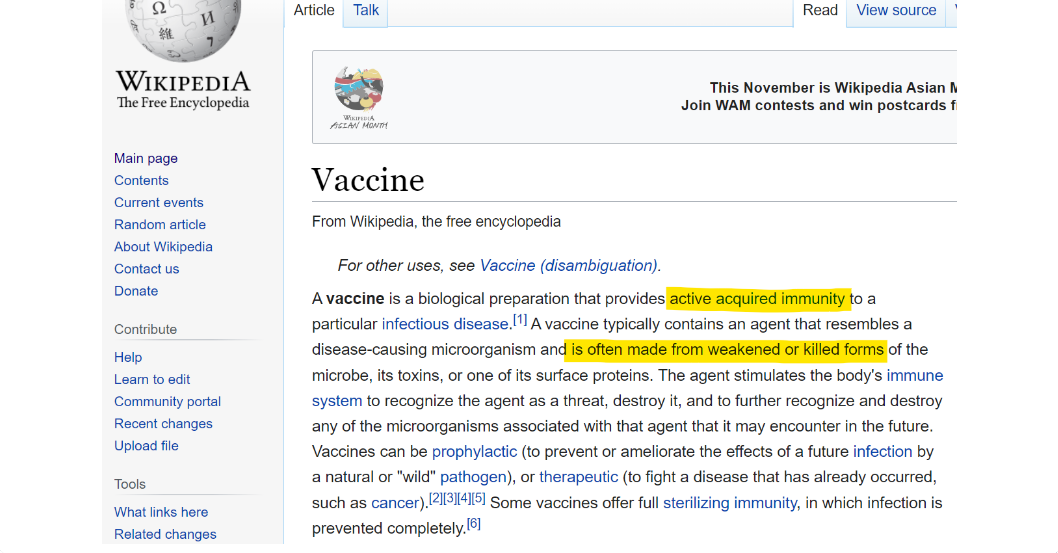 Article
Talk
Read
View source
Ω
И
維
7
WIKIPEDIA
The Free Encyclopedia
WIKIPEDIA
ASIAN MONTH
This November is Wikipedia Asian M
Join WAM contests and win postcards f
Main page
Contents
Current events
Random article
About Wikipedia
Contact us
Donate
Contribute
Help
Learn to edit
Community portal
Recent changes
Upload file
Tools
What links here
Related changes
Vaccine
From Wikipedia, the free encyclopedia
For other uses, see Vaccine (disambiguation).
A vaccine is a biological preparation that provides active acquired immunity to a
particular infectious disease.[1] A vaccine typically contains an agent that resembles a
disease-causing microorganism and is often made from weakened or killed forms of the
microbe, its toxins, or one of its surface proteins. The agent stimulates the body's immune
system to recognize the agent as a threat, destroy it, and to further recognize and destroy
any of the microorganisms associated with that agent that it may encounter in the future.
Vaccines can be prophylactic (to prevent or ameliorate the effects of a future infection by
a natural or "wild" pathogen), or therapeutic (to fight a disease that has already occurred,
such as cancer).[2][3][4][5] Some vaccines offer full sterilizing immunity, in which infection is
prevented completely.[6]